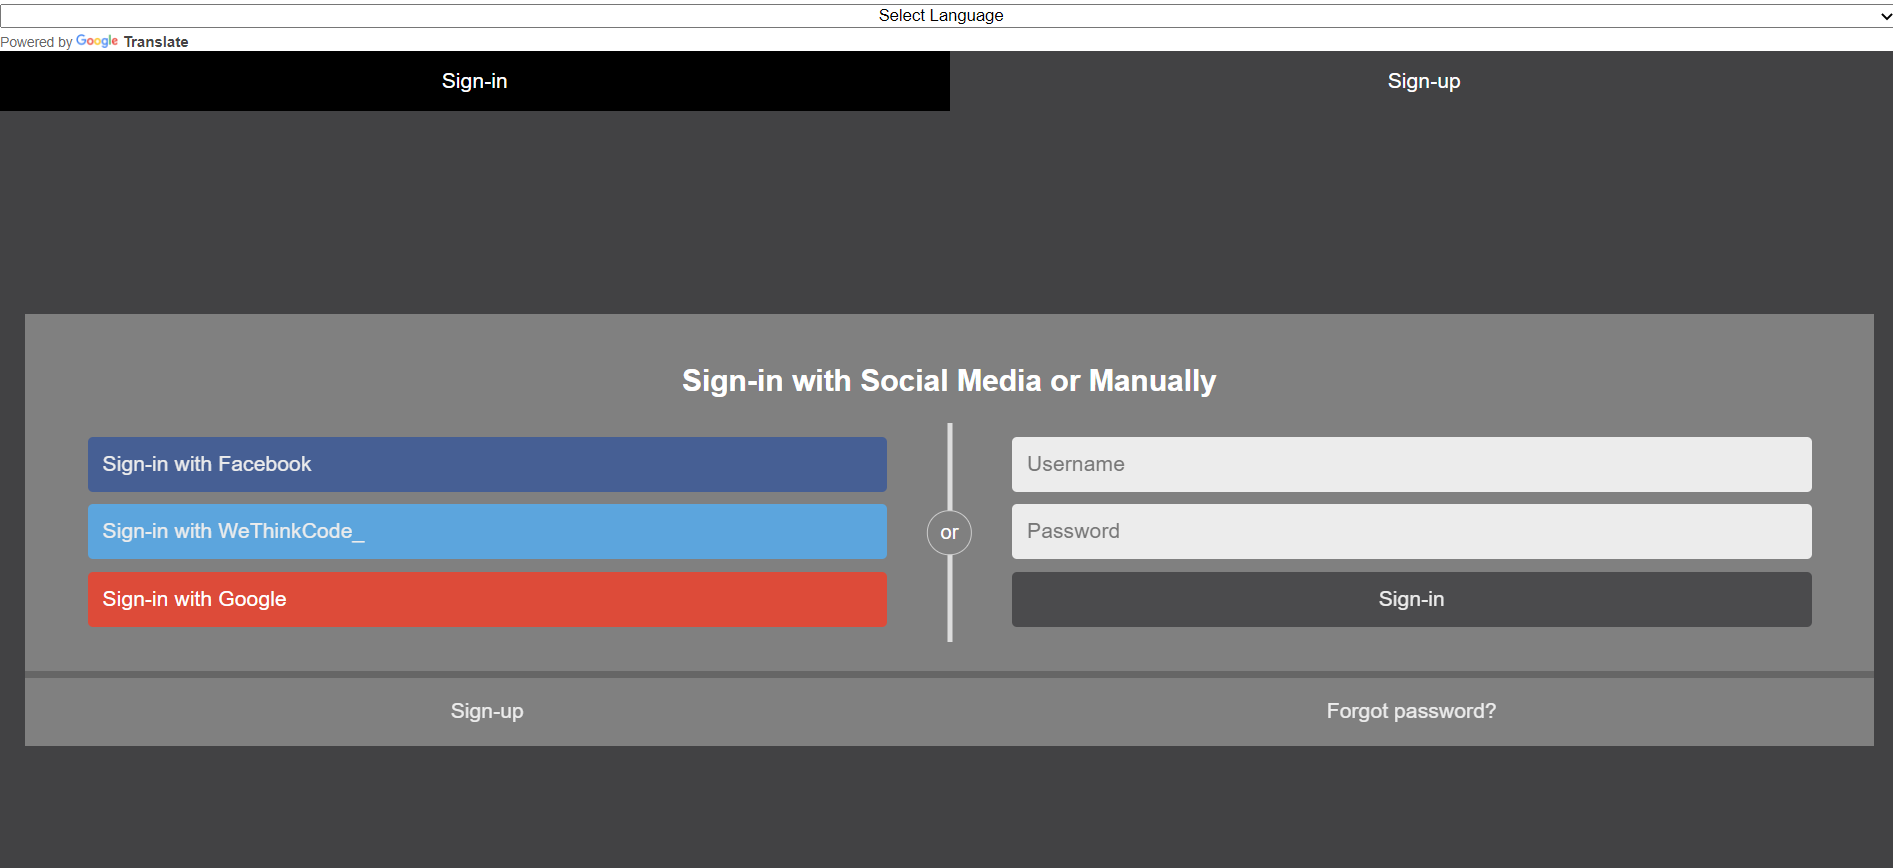 Select Language
Powered by Google Translate
Sign-in
Sign-up
Sign-in with Social Media or Manually
Sign-in with Facebook
Sign-in with WeThinkCode_
Sign-in with Google
or
Username
Password
Sign-in
Sign-up
Forgot password?